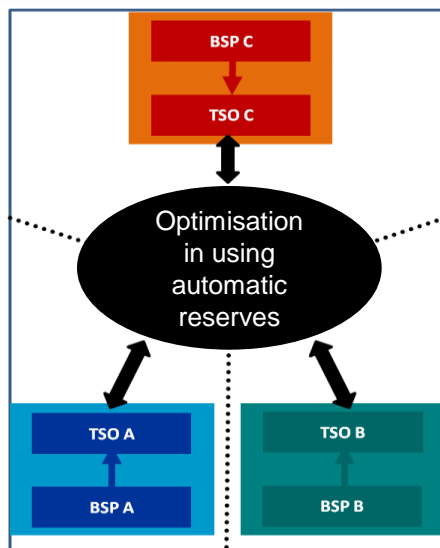 BSP C
TSO C
Optimisation
in using
automatic
reserves
TSO A
BSP A
TSO B
BSP B